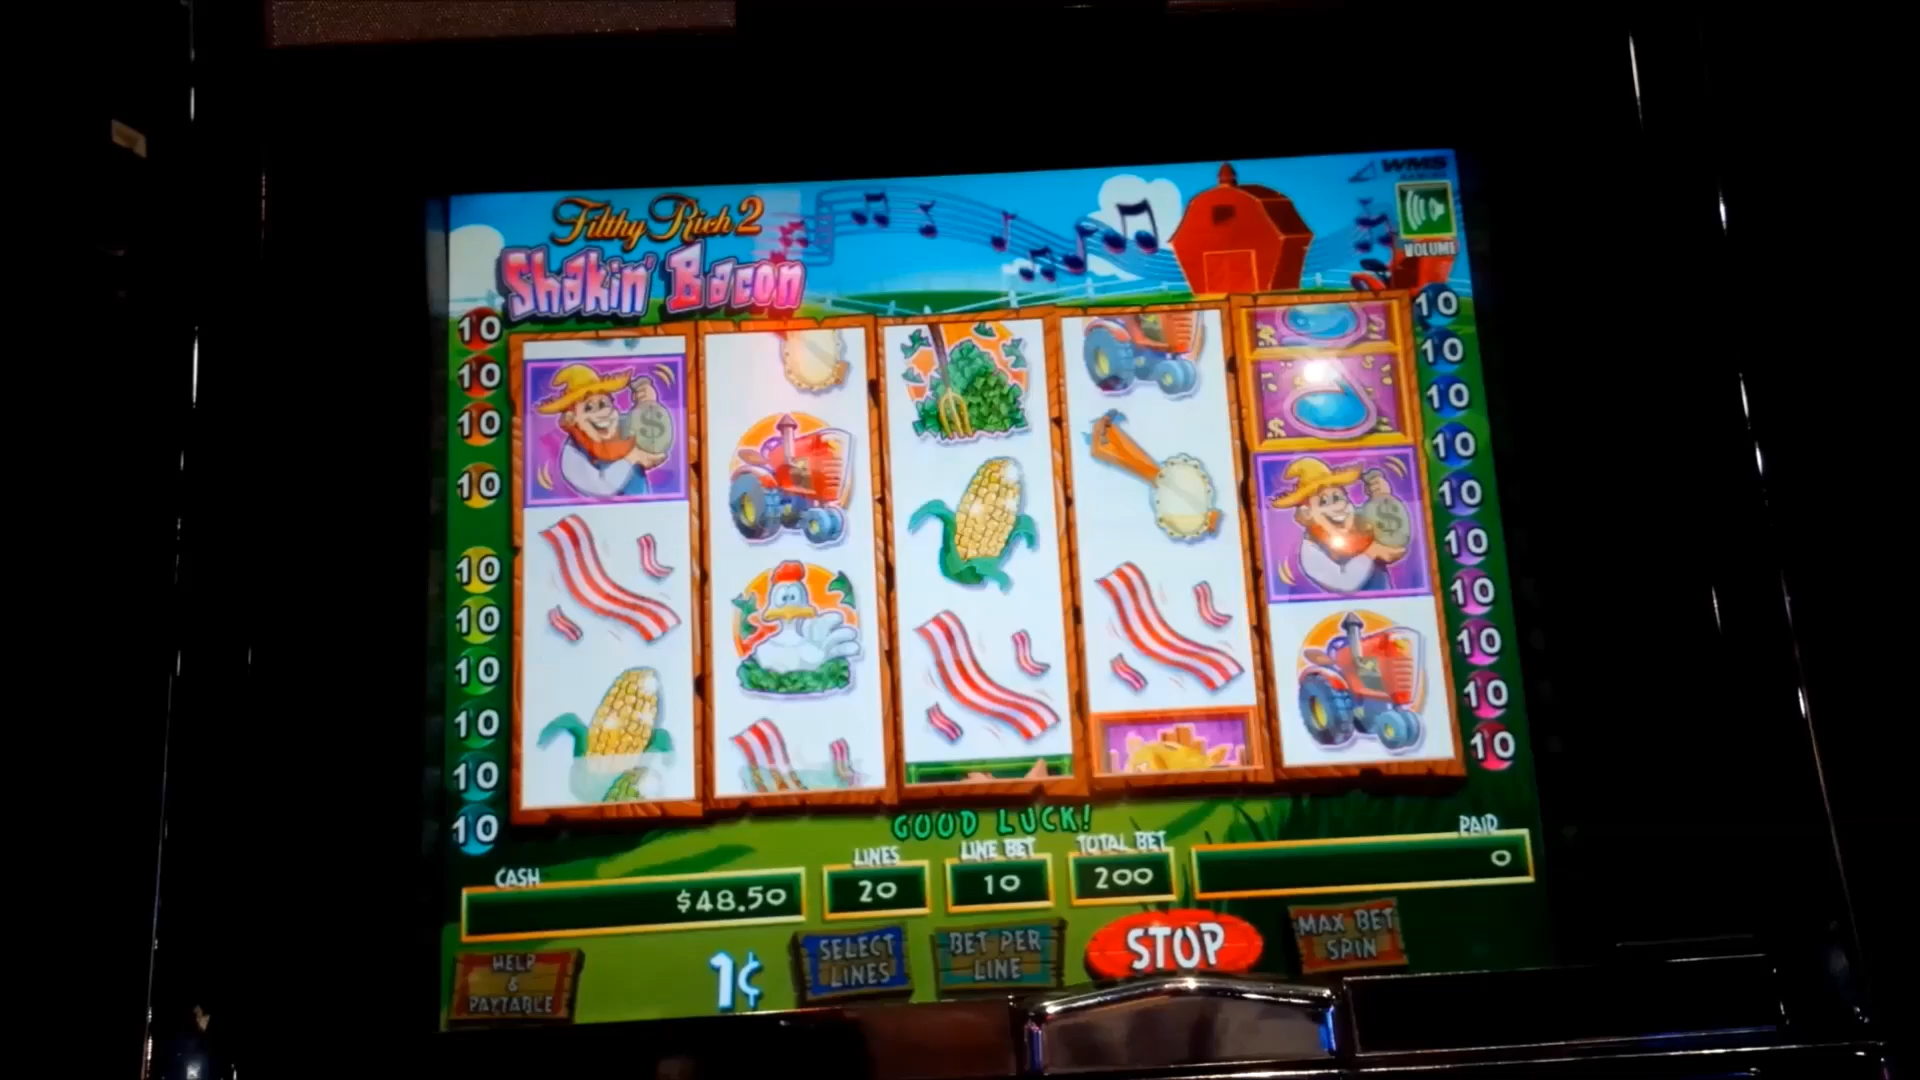 WMS
Filthy Rich 2
Shakin' Bacon
VOLUME
10 10
10 10
10 10
10 10
10 10
10 10
10 10
10 10
10 10
10 10
GOOD LUCK!
CASH LINES LINE BET TOTAL BET PAID
$48.50 20 10 200 0
HELP & PAYTABLE
1¢
SELECT LINES
BET PER LINE
STOP
MAX BET SPIN